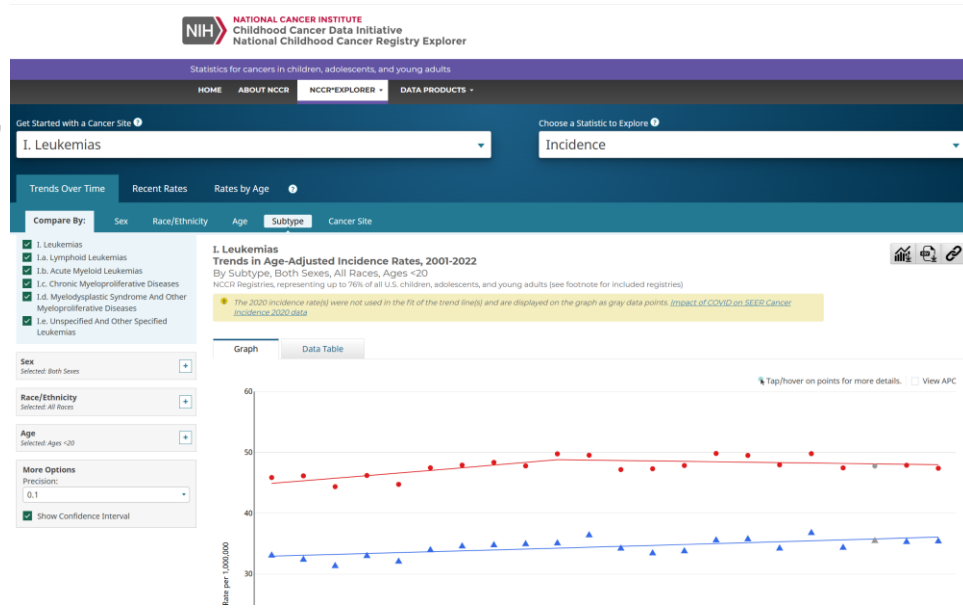 NIH
NATIONAL CANCER INSTITUTE
Childhood Cancer Data Initiative
National Childhood Cancer Registry Explorer
Statistics for cancers in children, adolescents, and young adults
HOME ABOUT NCCR NCCR*EXPLORER DATA PRODUCTS
Get Started with a Cancer Site ?
Choose a Statistic to Explore ?
I. Leukemias
Incidence
Trends Over Time Recent Rates Rates by Age ?
Compare By: Sex Race/Ethnicity Age Subtype Cancer Site
I. Leukemias
I.a. Lymphoid Leukemias
I.b. Acute Myeloid Leukemias
I.c. Chronic Myeloproliferative Diseases
I.d. Myelodysplastic Syndrome And Other
Myeloproliferative Diseases
I.e. Unspecified And Other Specified
Leukemias
Sex
Selected: Both Sexes
+
Race/Ethnicity
Selected: All Races
+
Age
Selected: Ages <20
+
More Options
Precision:
0.1
Show Confidence Interval
I. Leukemias
Trends in Age-Adjusted Incidence Rates, 2001-2022
By Subtype, Both Sexes, All Races, Ages <20
NCCR Registries, representing up to 76% of all U.S. children, adolescents, and young adults (see footnote for included registries)
The 2020 incidence rate(s) were not used in the fit of the trend line(s) and are displayed on the graph as gray data points. Impact of COVID on SEER Cancer
Incidence 2020 data
Graph Data Table
Tap/hover on points for more details. View APC
60
50
40
30
Rate per 1,000,000